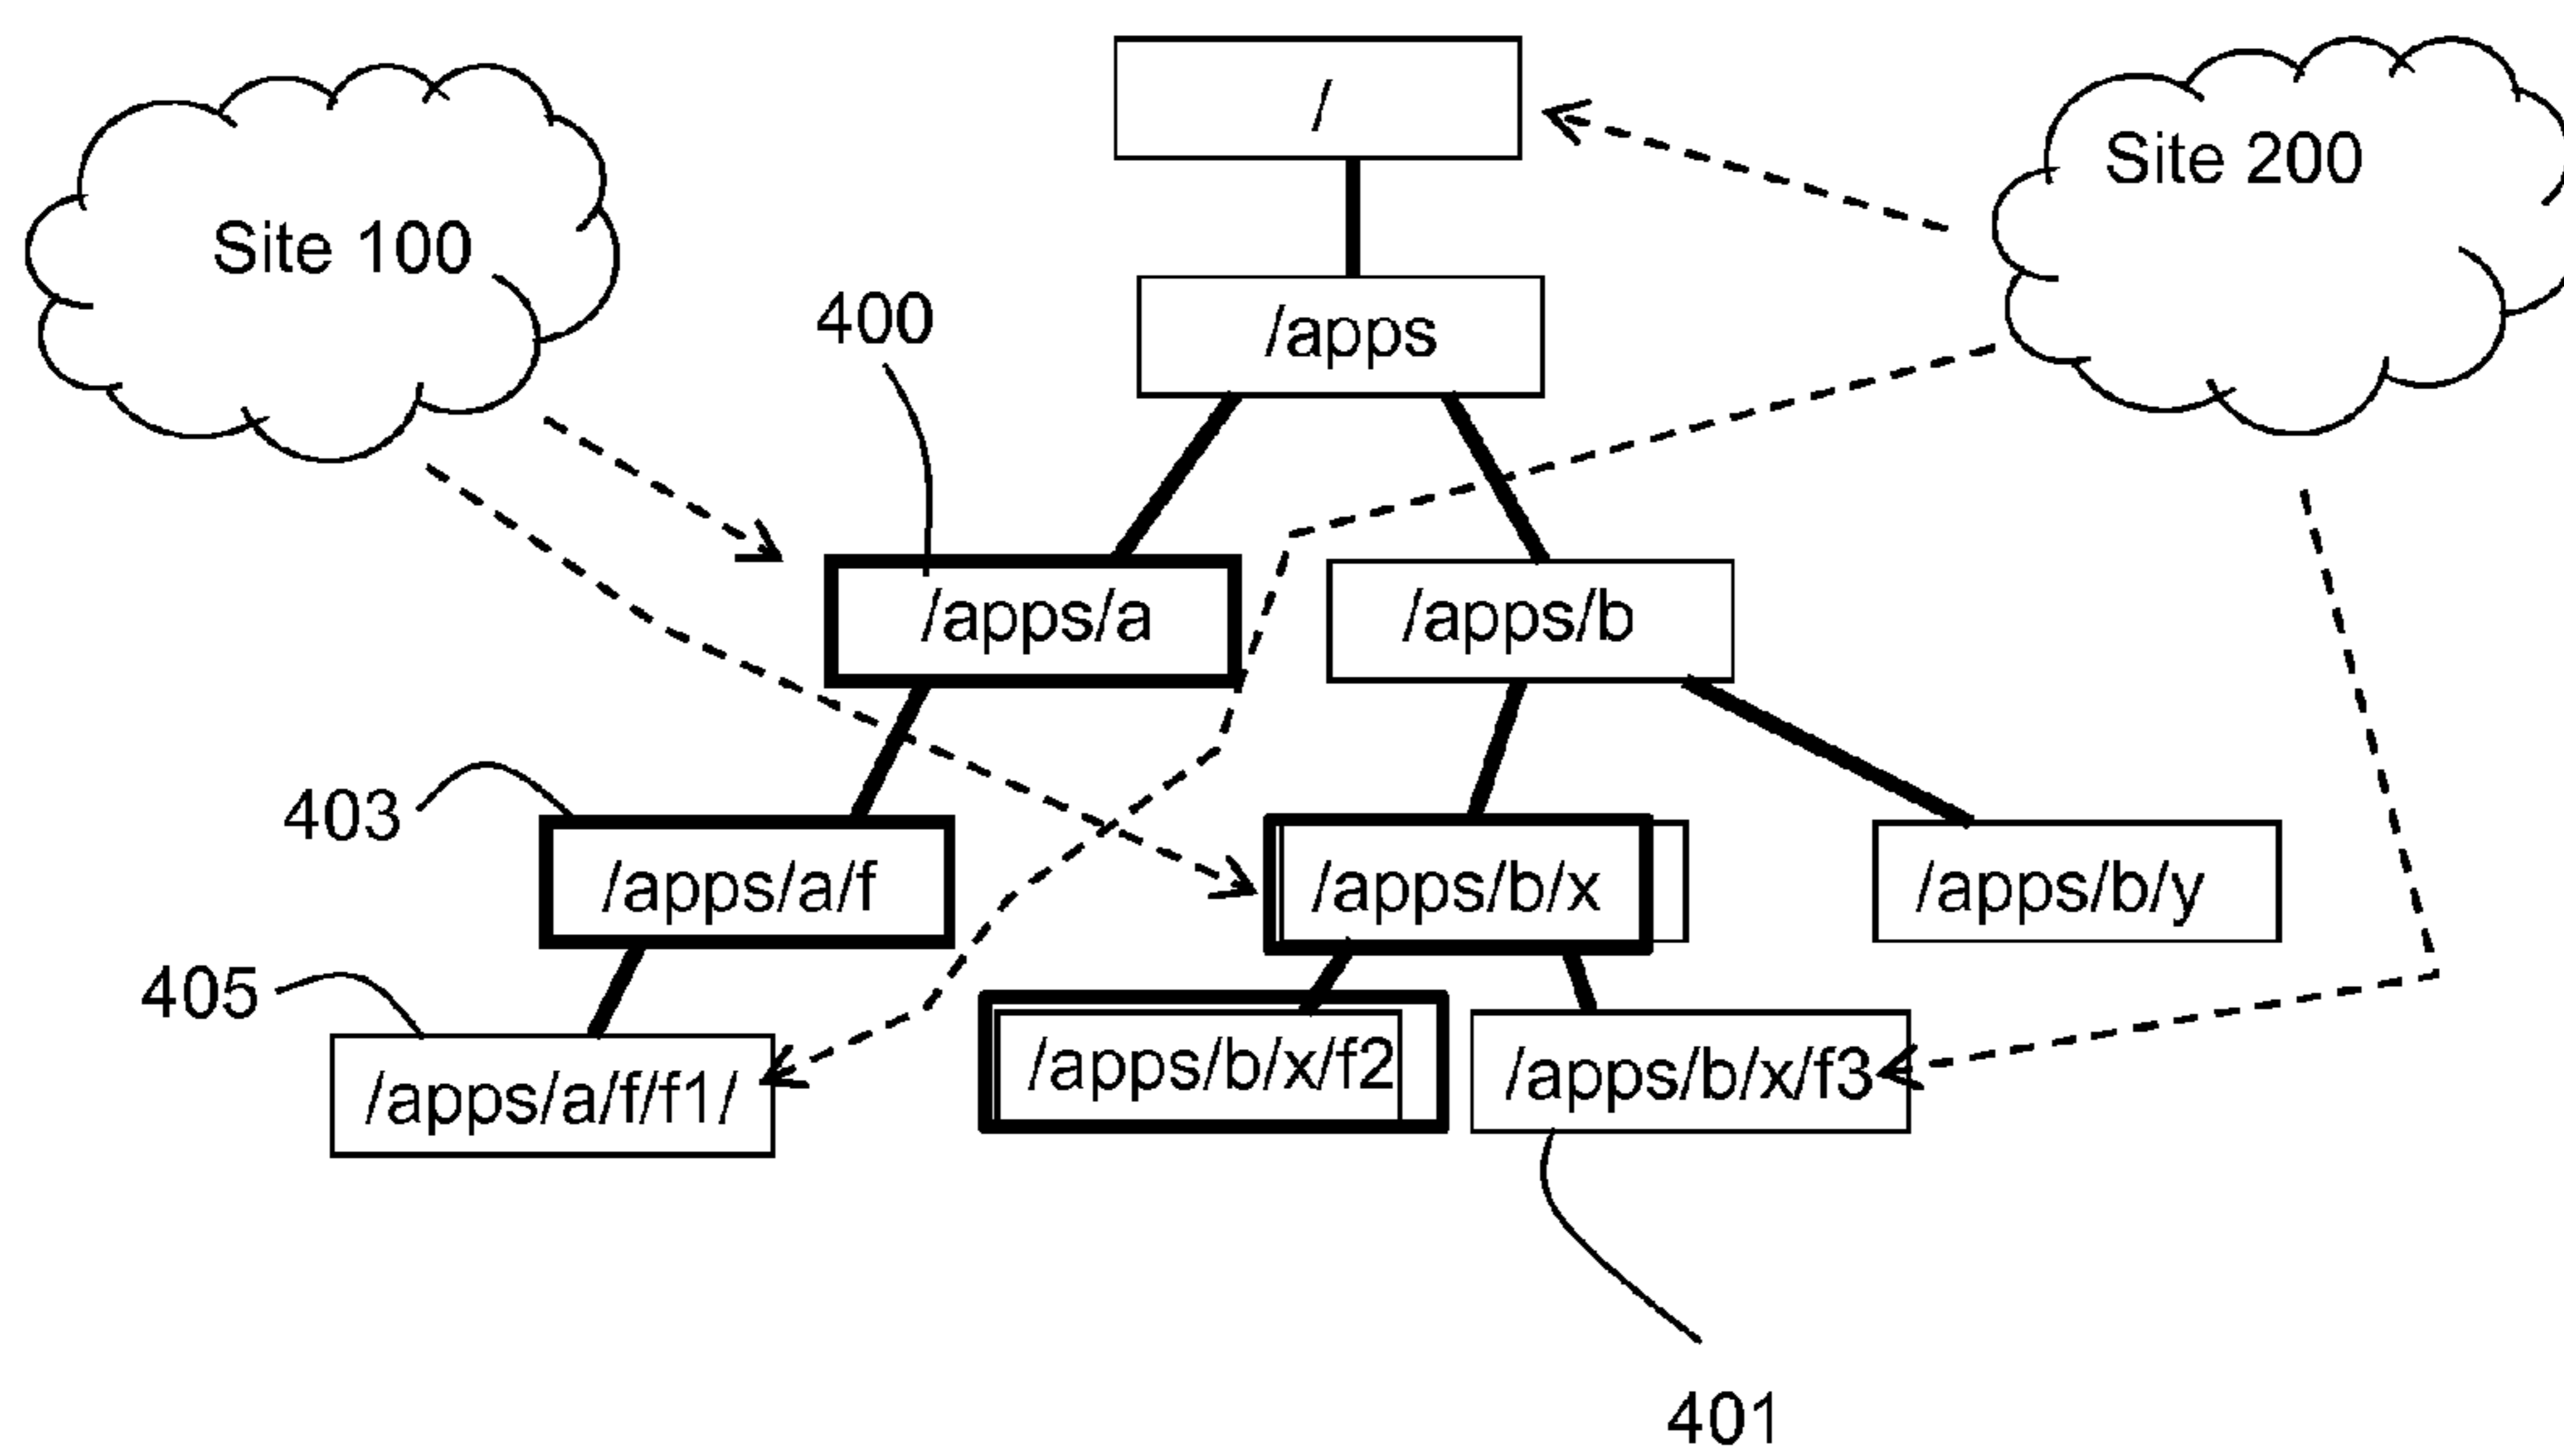 /
Site 200
Site 100
400
/apps
/apps/a
/apps/b
403
/apps/a/f
/apps/b/x
/apps/b/y
405
/apps/a/f/f1/
/apps/b/x/f2
/apps/b/x/f3
401